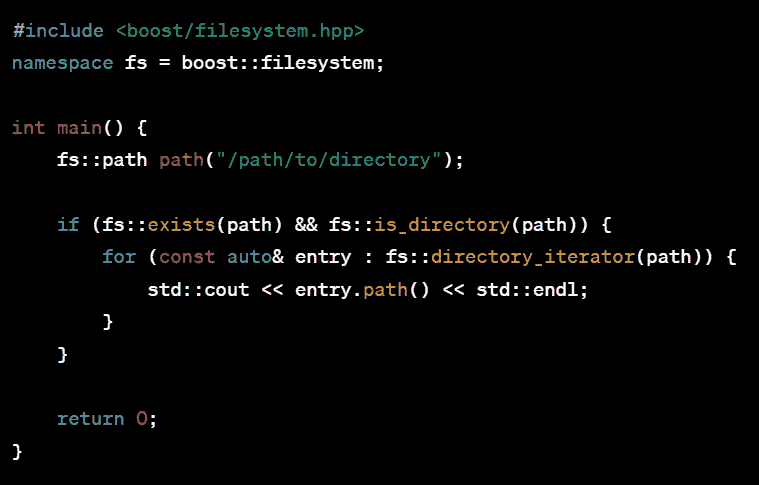 #include <boost/filesystem.hpp>
namespace fs = boost::filesystem;

int main() {
    fs::path path("/path/to/directory");

    if (fs::exists(path) && fs::is_directory(path)) {
        for (const auto& entry : fs::directory_iterator(path)) {
            std::cout << entry.path() << std::endl;
        }
    }

    return 0;
}